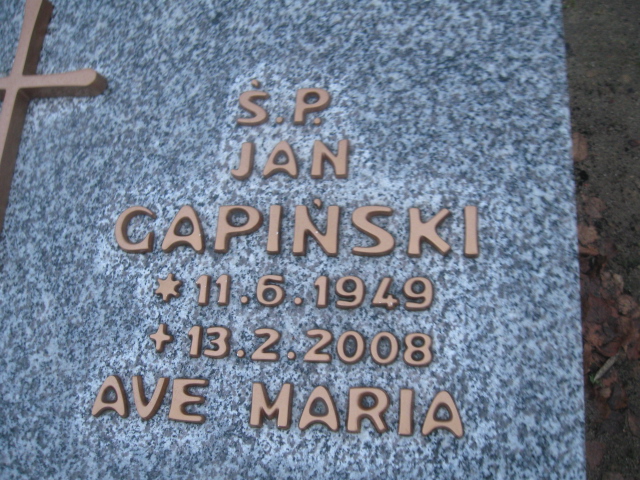 Ś.P.
JAN
GAPIŃSKI
* 11.6.1949
+ 13.2.2008
AVE MARIA